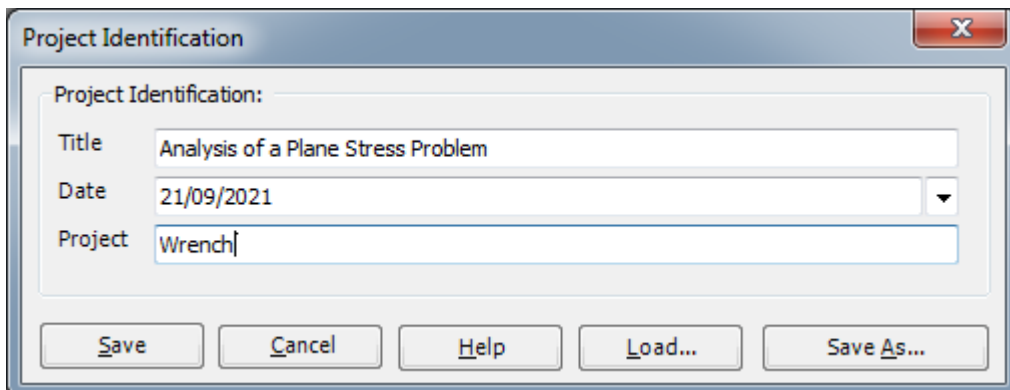 Project Identification
Project Identification:
Title Analysis of a Plane Stress Problem
Date 21/09/2021
Project Wrench
Save Cancel Help Load... Save As...